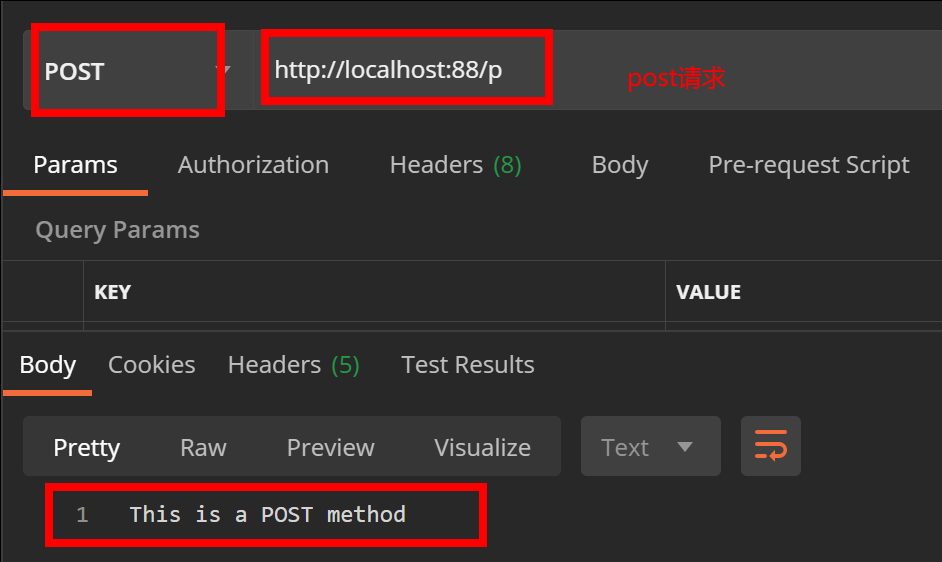 POST http://localhost:88/p post请求
Params Authorization Headers (8) Body Pre-request Script
Query Params
KEY VALUE
Body Cookies Headers (5) Test Results
Pretty Raw Preview Visualize Text
1 This is a POST method